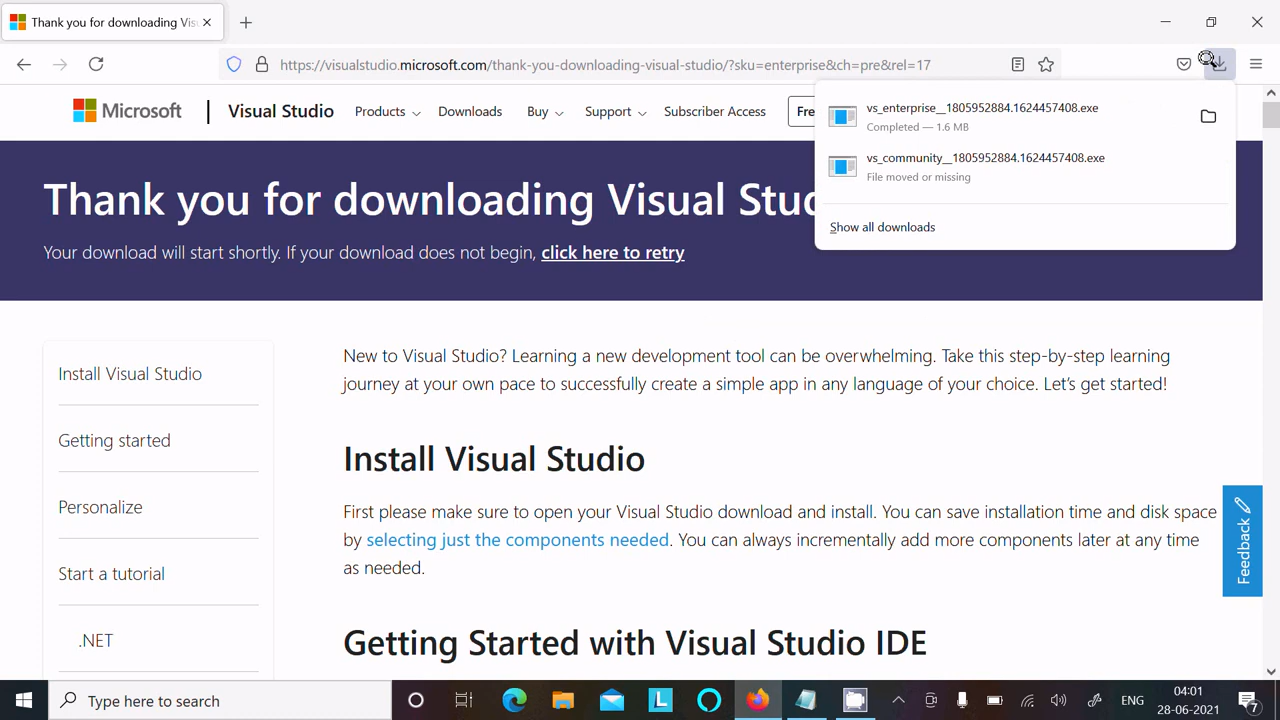 Thank you for downloading Visu
https://visualstudio.microsoft.com/thank-you-downloading-visual-studio/?sku=enterprise&ch=pre&rel=17
Microsoft
Visual Studio
Products
Downloads
Buy
Support
Subscriber Access
Fre
vs_enterprise__1805952884.1624457408.exe
Completed — 1.6 MB
vs_community__1805952884.1624457408.exe
File moved or missing
Show all downloads
Thank you for downloading Visual Stud
Your download will start shortly. If your download does not begin, click here to retry
Install Visual Studio
Getting started
Personalize
Start a tutorial
.NET
New to Visual Studio? Learning a new development tool can be overwhelming. Take this step-by-step learning
journey at your own pace to successfully create a simple app in any language of your choice. Let's get started!
Install Visual Studio
First please make sure to open your Visual Studio download and install. You can save installation time and disk space
by selecting just the components needed. You can always incrementally add more components later at any time
as needed.
Getting Started with Visual Studio IDE
Feedback
Type here to search
L
ENG
04:01
28-06-2021
7